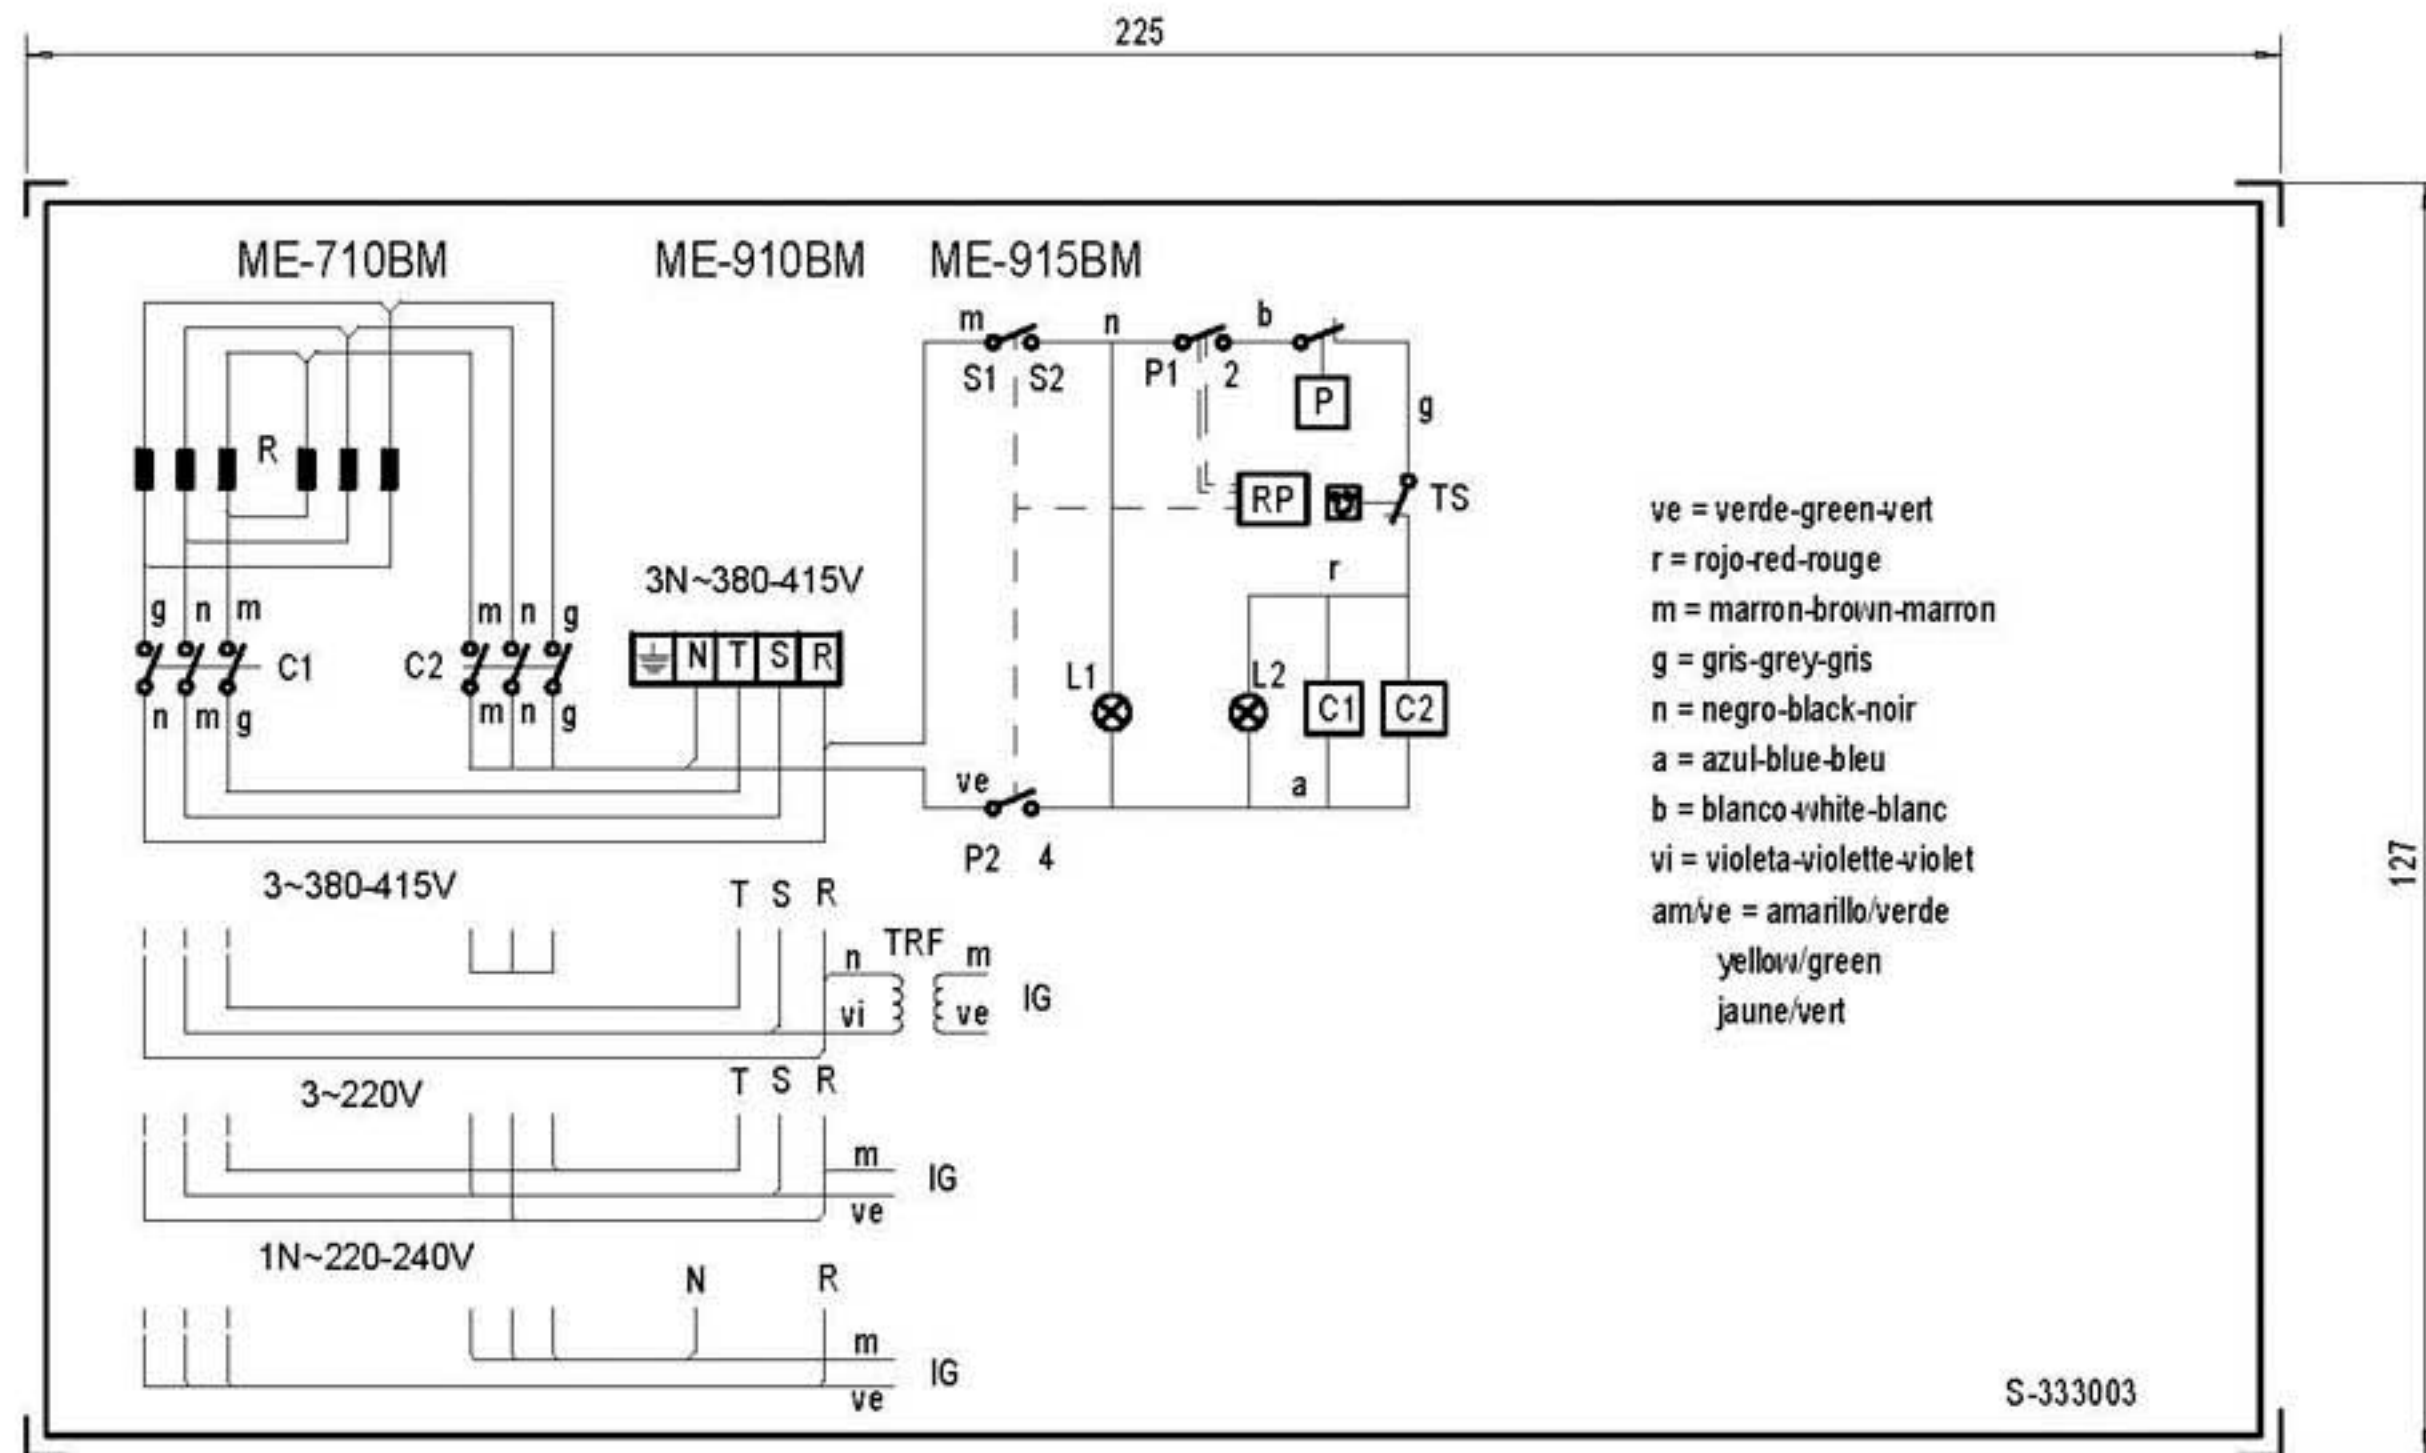 225
ME-710BM ME-910BM ME-915BM
m n b
S1 S2 P1 2
P g
R
RP TS
3N~380-415V
r
g n m m n g
N T S R
C1 C2
L1 L2 C1 C2
n m g m n g
ve a
P2 4
3~380-415V T S R
n TRF m
IG
vi ve
3~220V T S R
m
IG
ve
1N~220-240V N R
m
IG
ve
ve = verde-green-vert
r = rojo-red-rouge
m = marron-brown-marron
g = gris-grey-gris
n = negro-black-noir
a = azul-blue-bleu
b = blanco-white-blanc
vi = violeta-violette-violet
am/ve = amarillo/verde
yellow/green
jaune/vert
127
S-333003